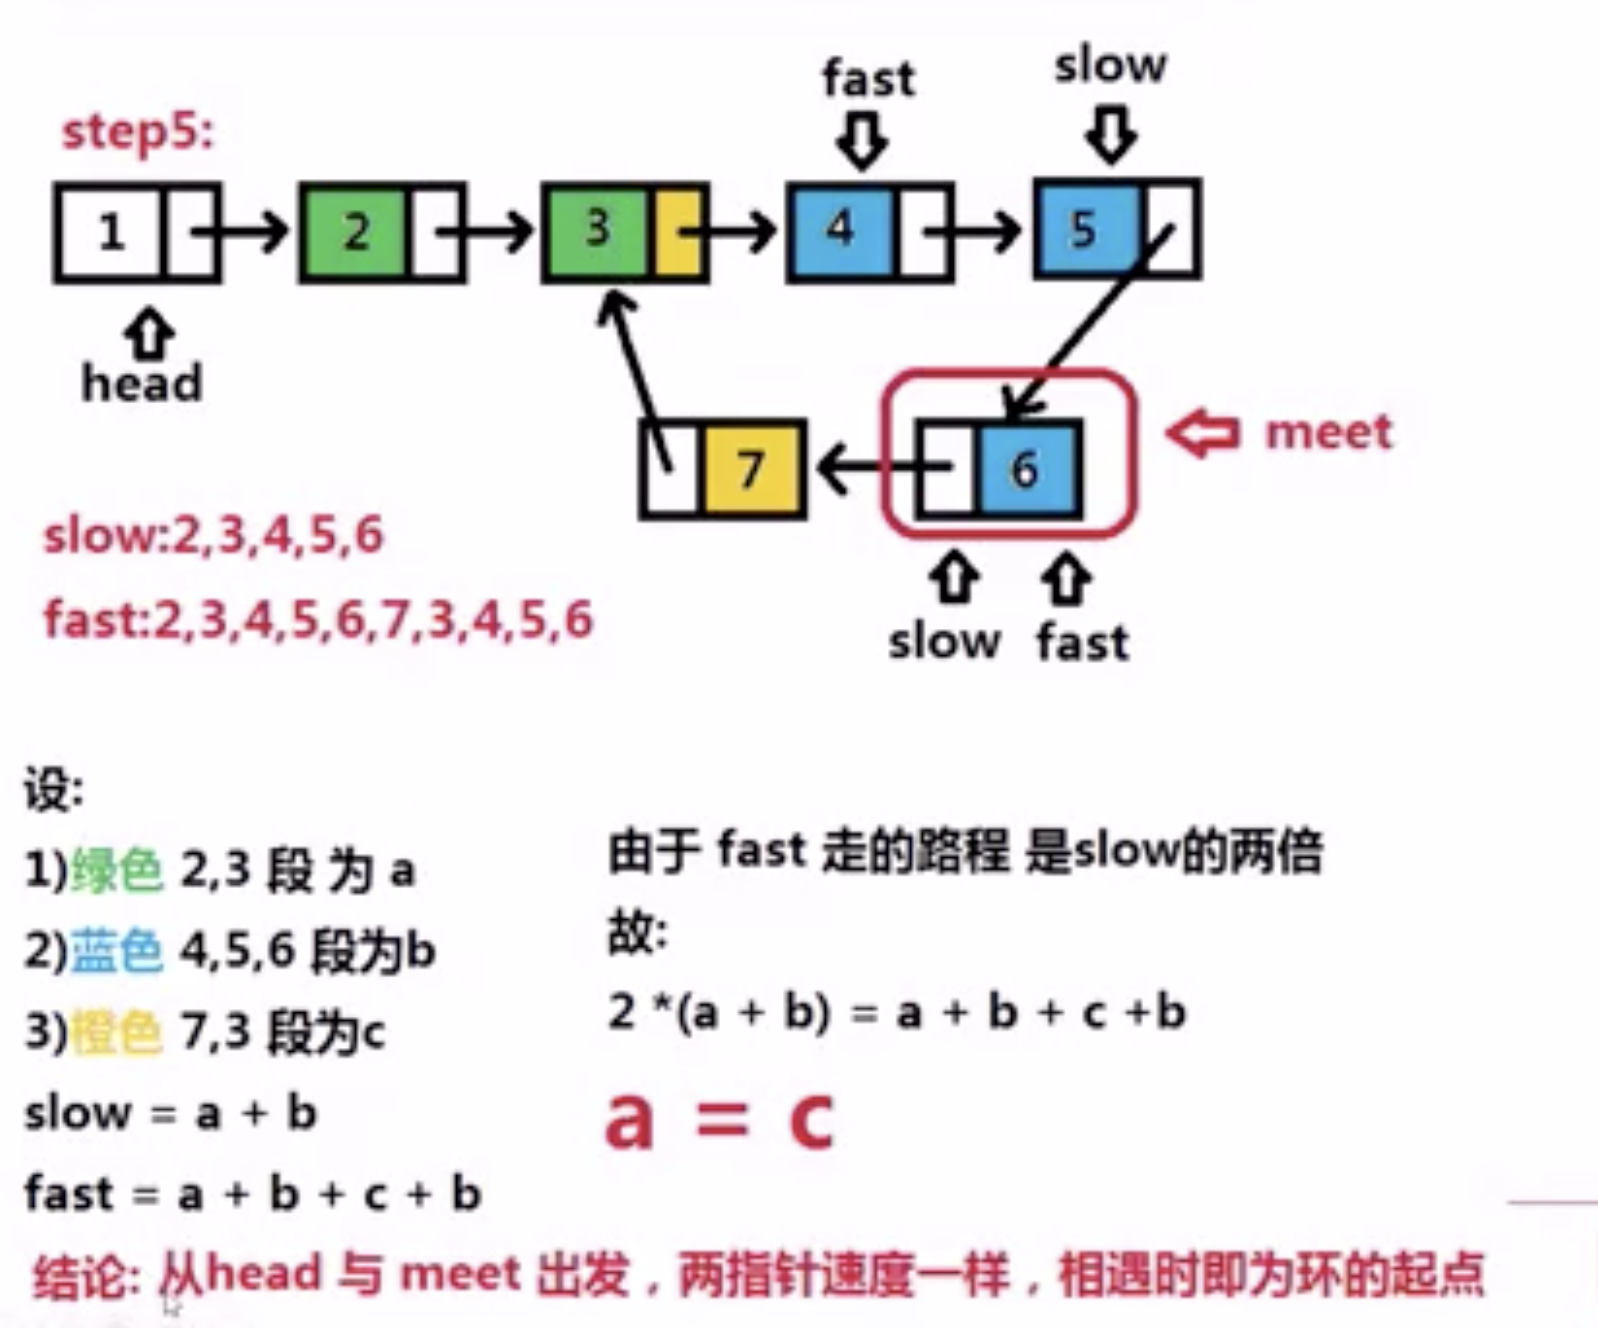 fast
slow
step5:
1
2
3
4
5
head
7
6
meet
slow:2,3,4,5,6
fast:2,3,4,5,6,7,3,4,5,6
slow fast
设:
1)绿色 2,3 段 为 a
2)蓝色 4,5,6 段为b
3)橙色 7,3 段为c
slow = a + b
fast = a + b + c + b
由于 fast 走的路程 是slow的两倍
故:
2 *(a + b) = a + b + c +b
a = c
结论: 从head 与 meet 出发，两指针速度一样，相遇时即为环的起点